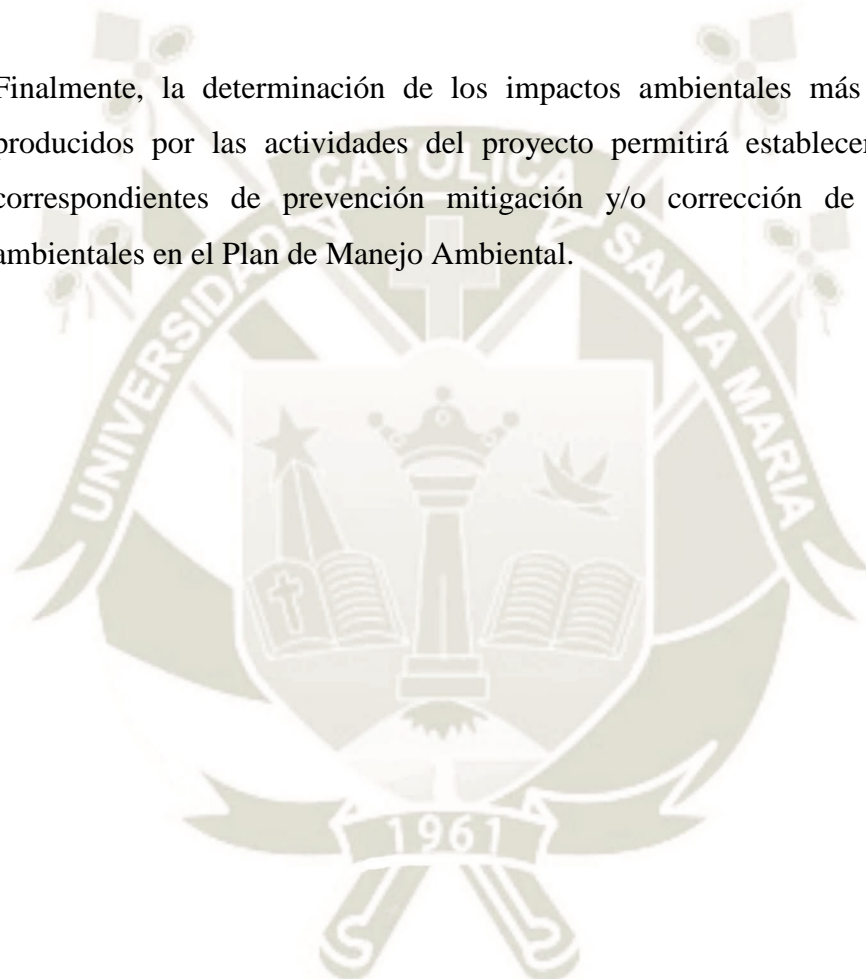 Finalmente, la determinación de los impactos ambientales más
producidos por las actividades del proyecto permitirá establecer
correspondientes de prevención mitigación y/o corrección de
ambientales en el Plan de Manejo Ambiental.
UNIVERSIDAD CATOLICA SANTA MARIA
1961